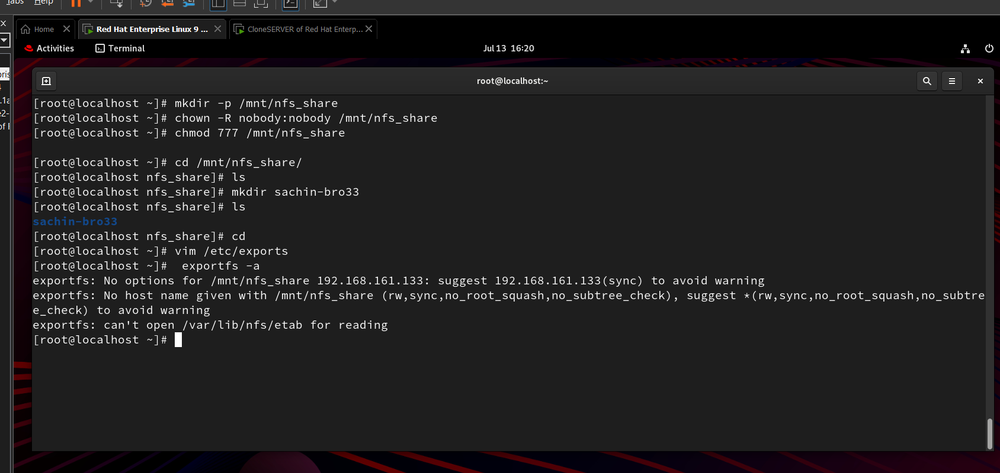 Tabs Help
Home
Red Hat Enterprise Linux 9 ...
CloneSERVER of Red Hat Enterp...
Activities
Terminal
Jul 13 16:20
root@localhost:~
[root@localhost ~]# mkdir -p /mnt/nfs_share
[root@localhost ~]# chown -R nobody:nobody /mnt/nfs_share
[root@localhost ~]# chmod 777 /mnt/nfs_share
[root@localhost ~]# cd /mnt/nfs_share/
[root@localhost nfs_share]# ls
[root@localhost nfs_share]# mkdir sachin-bro33
[root@localhost nfs_share]# ls
sachin-bro33
[root@localhost nfs_share]# cd
[root@localhost ~]# vim /etc/exports
[root@localhost ~]#  exportfs -a
exportfs: No options for /mnt/nfs_share 192.168.161.133: suggest 192.168.161.133(sync) to avoid warning
exportfs: No host name given with /mnt/nfs_share (rw,sync,no_root_squash,no_subtree_check), suggest *(rw,sync,no_root_squash,no_subtre
e_check) to avoid warning
exportfs: can't open /var/lib/nfs/etab for reading
[root@localhost ~]#